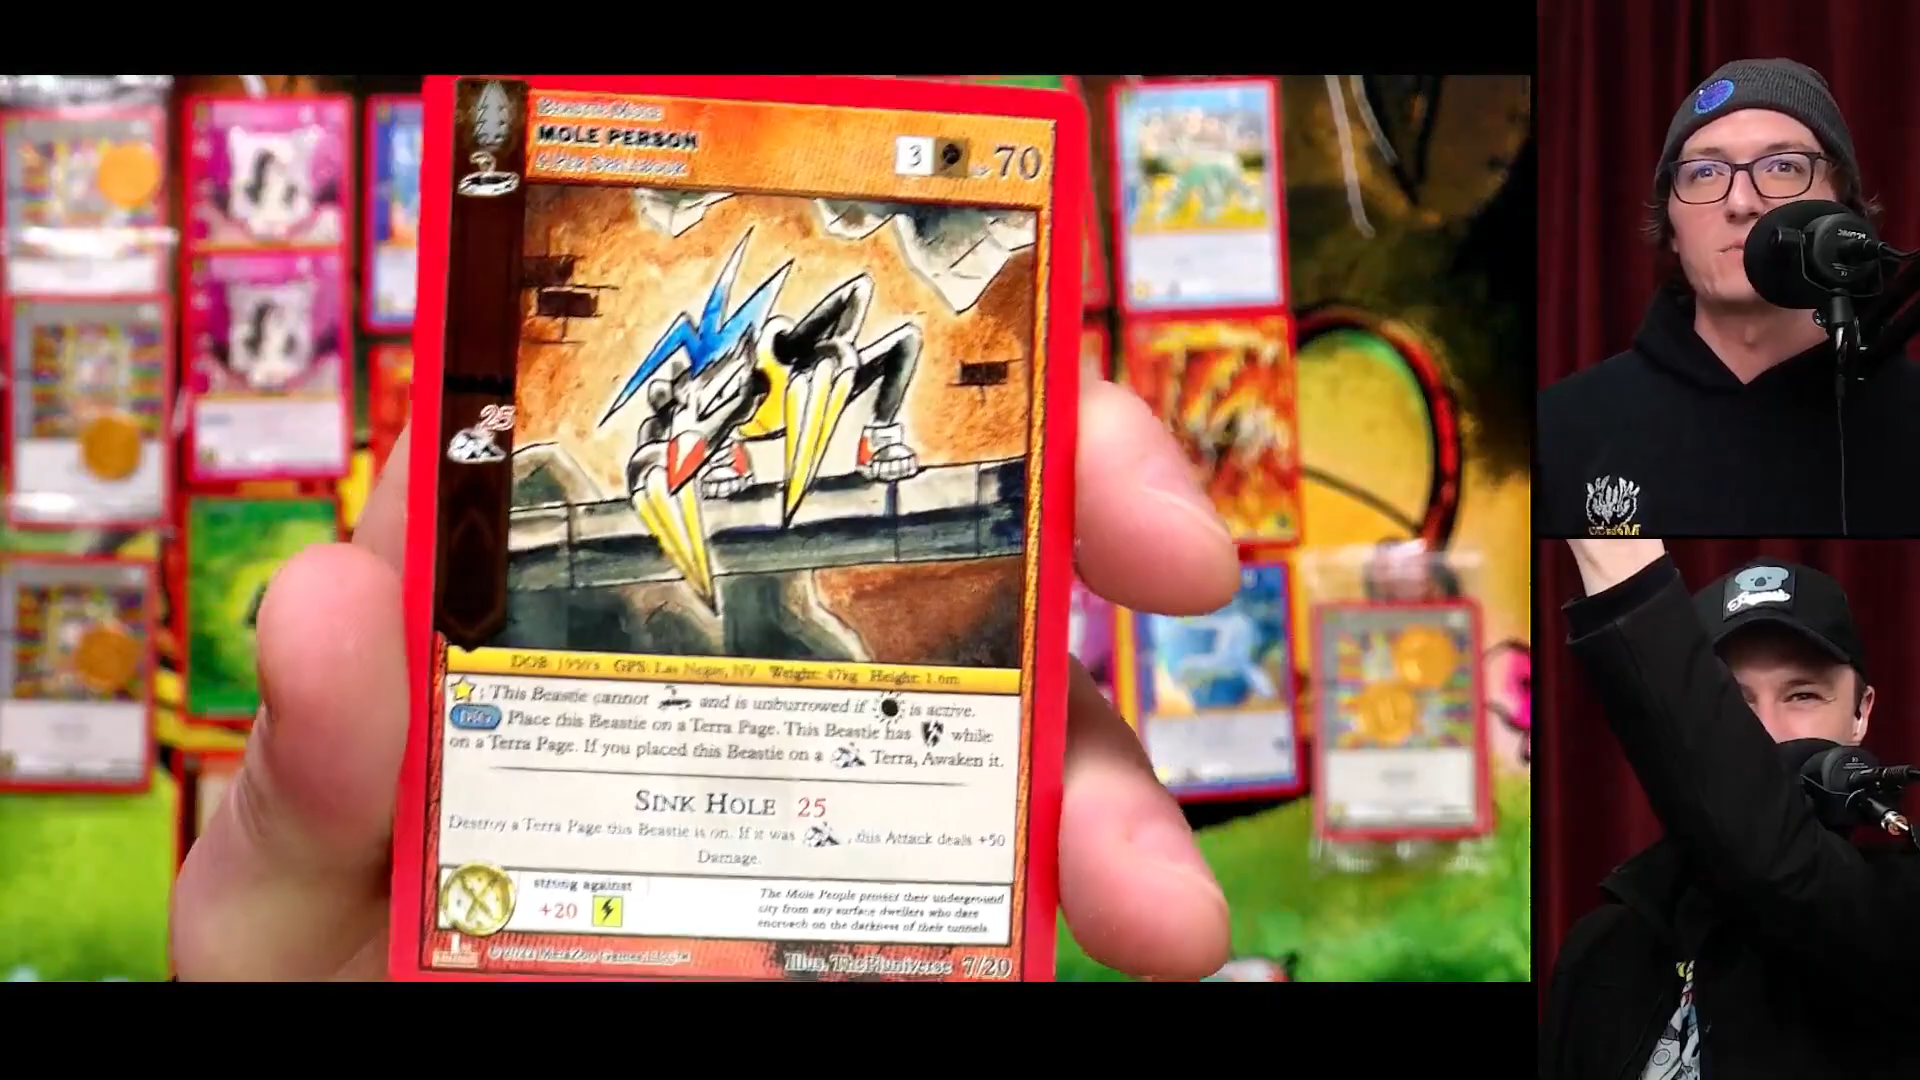 MOLE PERSON
3
70
25
DOB: 1950's GPS: Las Vegas, NV Weight: 47kg Height: 1.6m
: This Beastie cannot and is unburrowed if is active.
Place this Beastie on a Terra Page. This Beastie has while
on a Terra Page. If you placed this Beastie on a Terra, Awaken it.
SINK HOLE 25
Destroy a Terra Page this Beastie is on. If it was , this Attack deals +50
Damage.
strong against
+20
The Mole People protect their underground
city from any surface dwellers who dare
encroach on the darkness of their tunnels.
Illus. ThePluniverse 7/20